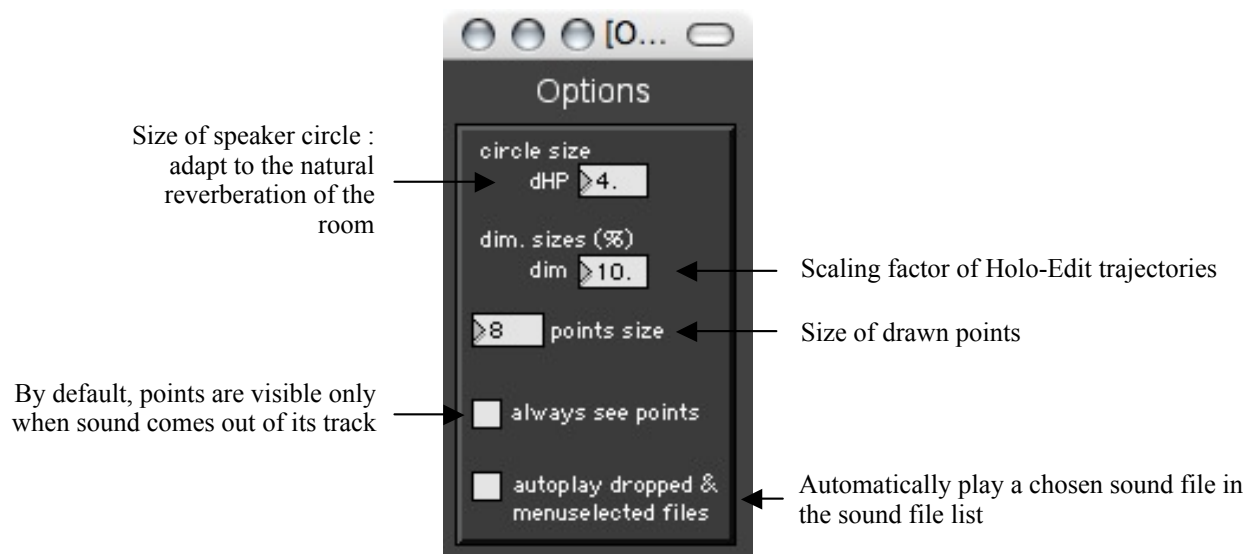 [O...
Options
Size of speaker circle :
adapt to the natural
reverberation of the
room
circle size
dHP 4.
dim. sizes (%)
dim 10.
Scaling factor of Holo-Edit trajectories
8 points size
Size of drawn points
By default, points are visible only
when sound comes out of its track
always see points
autoplay dropped &
menuselected files
Automatically play a chosen sound file in
the sound file list